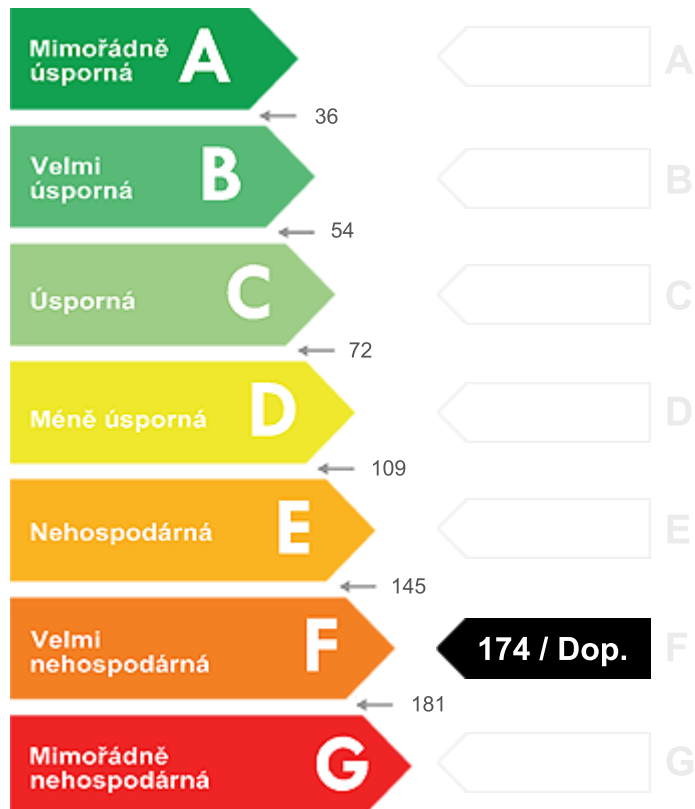 Mimořádně
úsporná
A
A
36
Velmi
úsporná
B
B
54
Úsporná
C
C
72
Méně úsporná
D
D
109
Nehospodárná
E
E
145
Velmi
nehospodárná
F
174 / Dop.
F
181
Mimořádně
nehospodárná
G
G